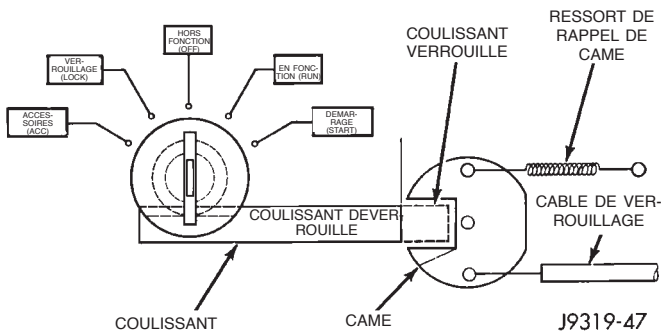 HORS
FONCTION
(OFF)
VER-
ROUILLAGE
(LOCK)
EN FONC-
TION (RUN)
ACCES-
SOIRES
(ACC)
DEMAR-
RAGE
(START)
COULISSANT
VERROUILLE
RESSORT DE
RAPPEL DE
CAME
COULISSANT DEVER
ROUILLE
CABLE DE VER-
ROUILLAGE
COULISSANT
CAME
J9319-47